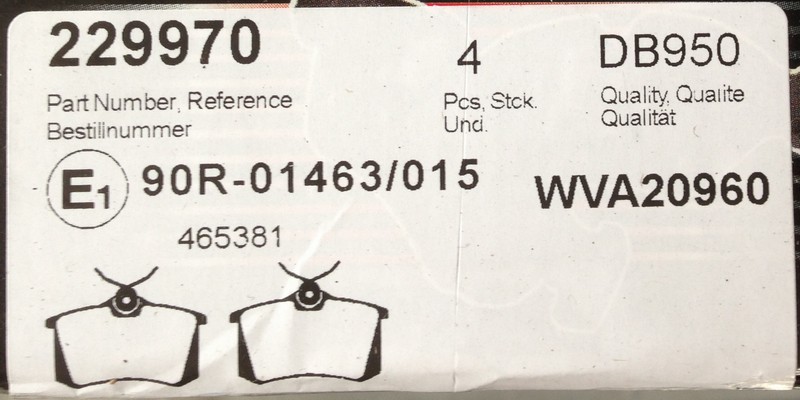 229970 4 DB950
Part Number, Reference Pcs, Stck. Quality, Qualite
Bestillnummer Und. Qualität
E1 90R-01463/015 WVA20960
465381